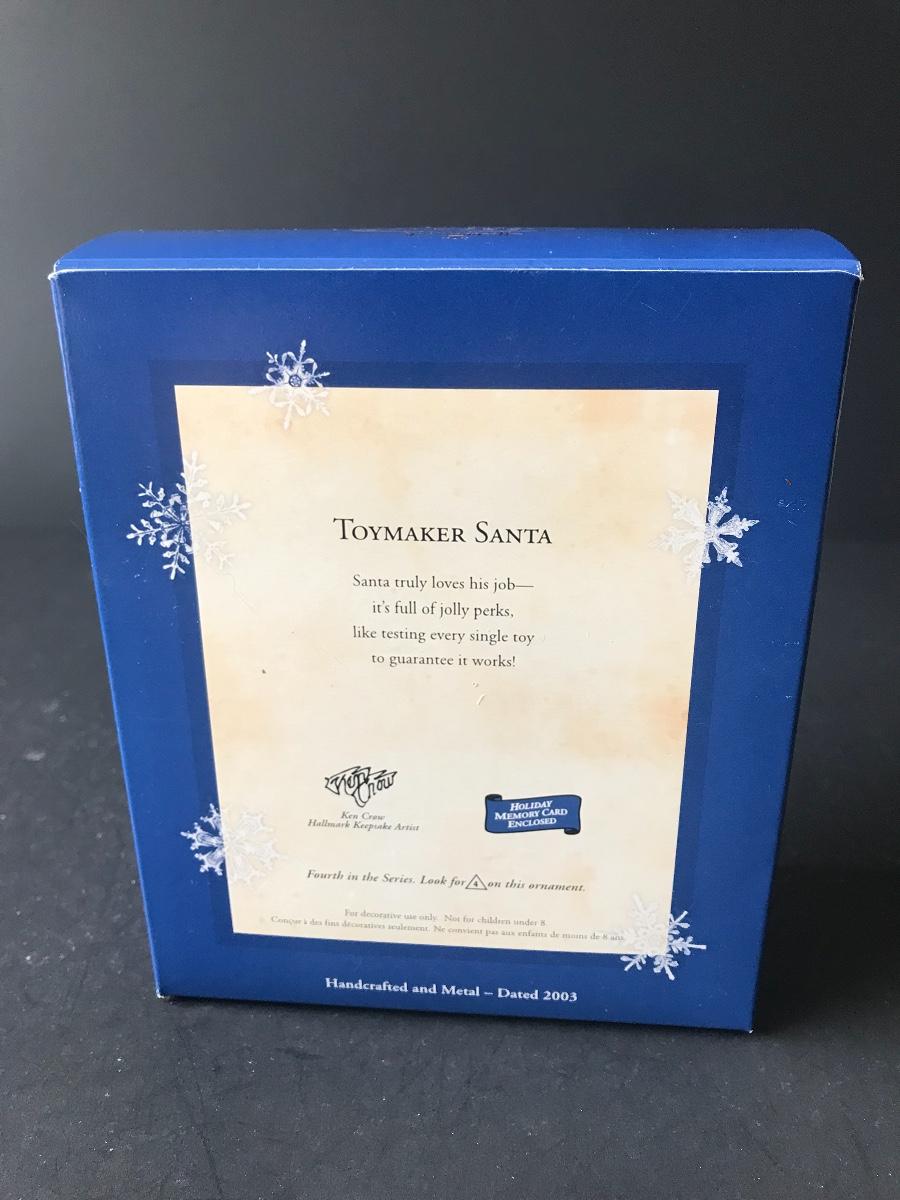 TOYMAKER SANTA
Santa truly loves his job—
it's full of jolly perks,
like testing every single toy
to guarantee it works!
Ken Crow
Ken Crow
Hallmark Keepsake Artist
HOLIDAY
MEMORY CARD
ENCLOSED
Fourth in the Series. Look for 4 on this ornament.
For decorative use only. Not for children under 8.
Conçue à des fins décoratives seulement. Ne convient pas aux enfants de moins de 8 ans.
Handcrafted and Metal – Dated 2003